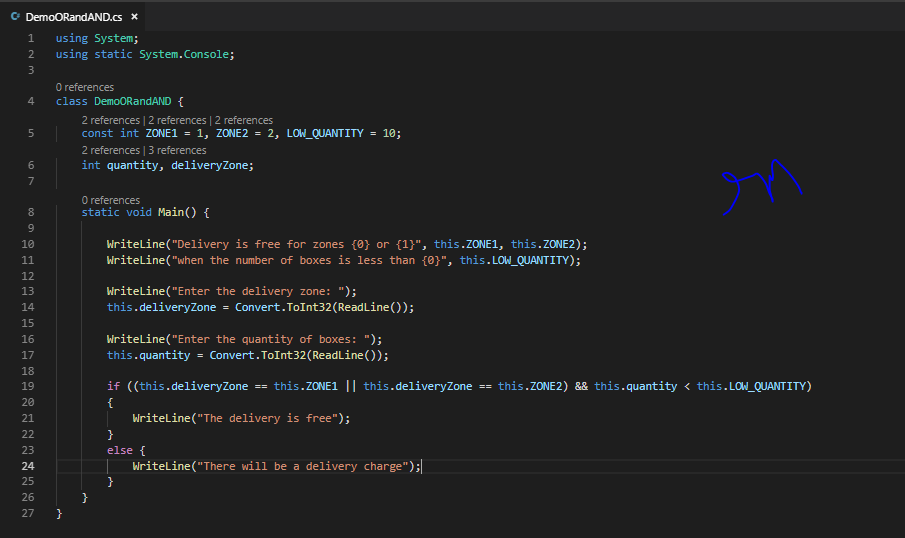 DemoORandAND.cs
1 using System;
2 using static System.Console;
3
0 references
4 class DemoORandAND {
2 references | 2 references | 2 references
5 const int ZONE1 = 1, ZONE2 = 2, LOW_QUANTITY = 10;
2 references | 3 references
6 int quantity, deliveryZone;
7
0 references
8 static void Main() {
9
10 WriteLine("Delivery is free for zones {0} or {1}", this.ZONE1, this.ZONE2);
11 WriteLine("when the number of boxes is less than {0}", this.LOW_QUANTITY);
12
13 WriteLine("Enter the delivery zone: ");
14 this.deliveryZone = Convert.ToInt32(ReadLine());
15
16 WriteLine("Enter the quantity of boxes: ");
17 this.quantity = Convert.ToInt32(ReadLine());
18
19 if ((this.deliveryZone == this.ZONE1 || this.deliveryZone == this.ZONE2) && this.quantity < this.LOW_QUANTITY)
20 {
21 WriteLine("The delivery is free");
22 }
23 else {
24 WriteLine("There will be a delivery charge");
25 }
26 }
27 }